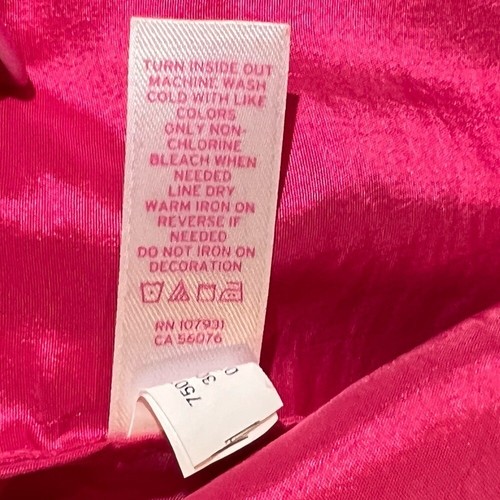 TURN INSIDE OUT
MACHINE WASH
COLD WITH LIKE
COLORS
ONLY NON-
CHLORINE
BLEACH WHEN
NEEDED
LINE DRY
WARM IRON ON
REVERSE IF
NEEDED
DO NOT IRON ON
DECORATION
RN 107931
CA 56076
750